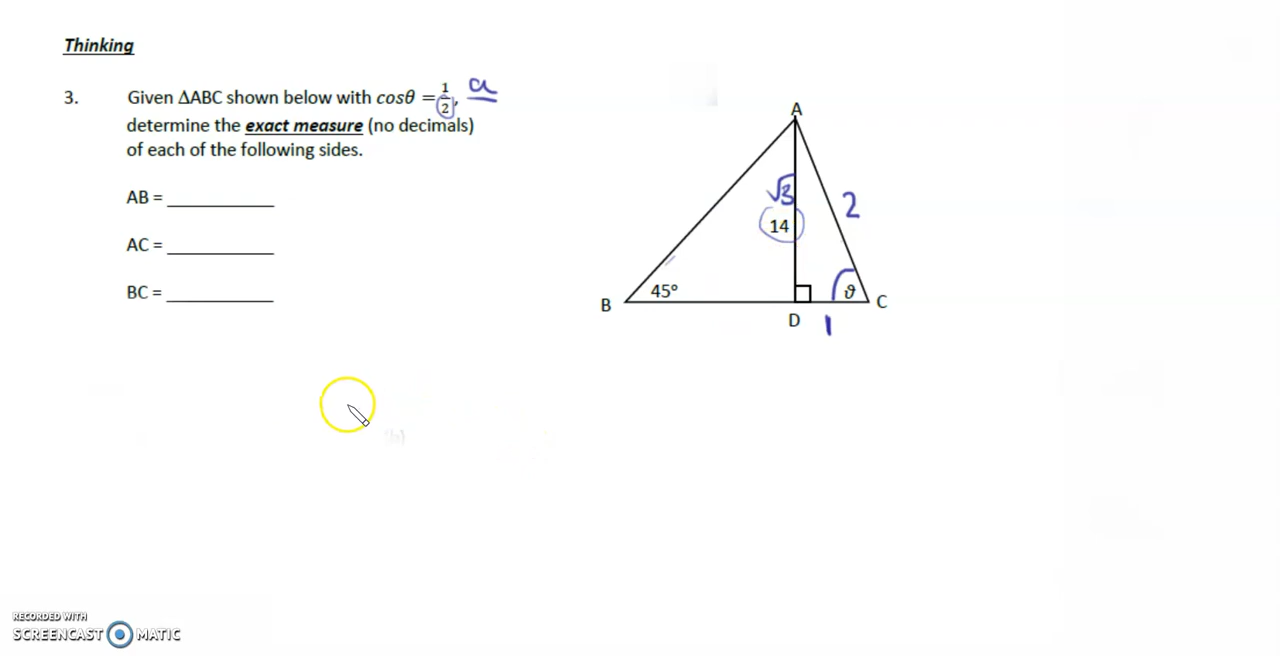 Thinking
3. Given ΔABC shown below with cosθ = 1/2, a
determine the exact measure (no decimals)
of each of the following sides.
AB = ___________
AC = ___________
BC = ___________
A
√3
2
14
45°
ϑ
B
C
D
1
RECORDED WITH
SCREENCAST MATIC